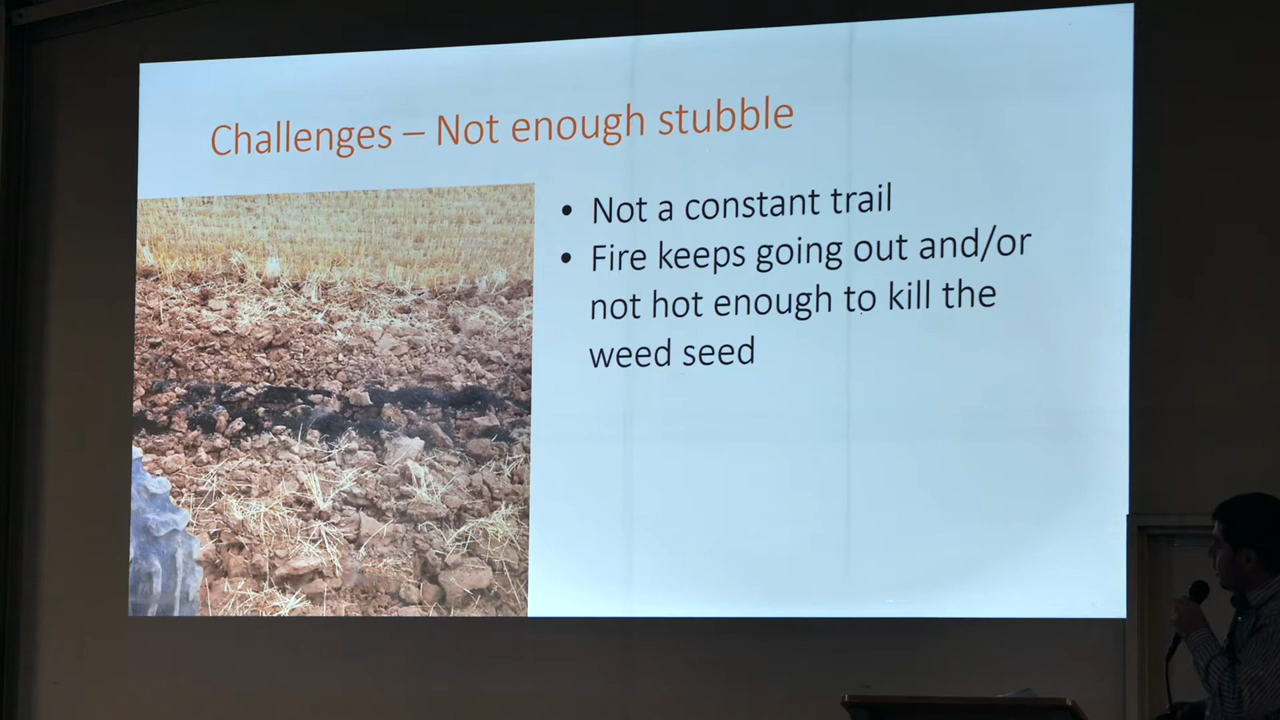 Challenges – Not enough stubble
• Not a constant trail
• Fire keeps going out and/or
not hot enough to kill the
weed seed